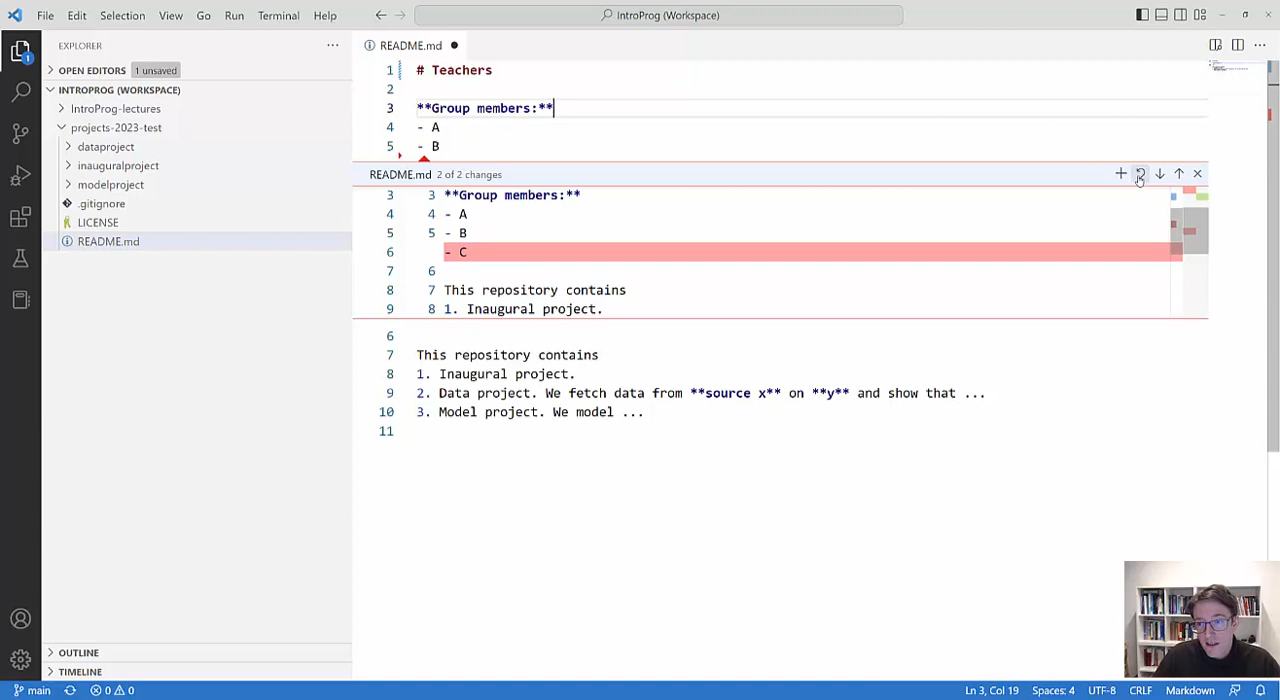 File Edit Selection View Go Run Terminal Help
IntroProg (Workspace)
1
EXPLORER
OPEN EDITORS 1 unsaved
INTROPROG (WORKSPACE)
IntroProg-lectures
projects-2023-test
dataproject
inauguralproject
modelproject
.gitignore
LICENSE
README.md
OUTLINE
TIMELINE
README.md
1 # Teachers
2
3 **Group members:**
4 - A
5 - B
README.md 2 of 2 changes
3 3 **Group members:**
4 4 - A
5 5 - B
6 - C
7 6
8 7 This repository contains
9 8 1. Inaugural project.
6
7 This repository contains
8 1. Inaugural project.
9 2. Data project. We fetch data from **source x** on **y** and show that ...
10 3. Model project. We model ...
11
main 0 0 Ln 3, Col 19 Spaces: 4 UTF-8 CRLF Markdown